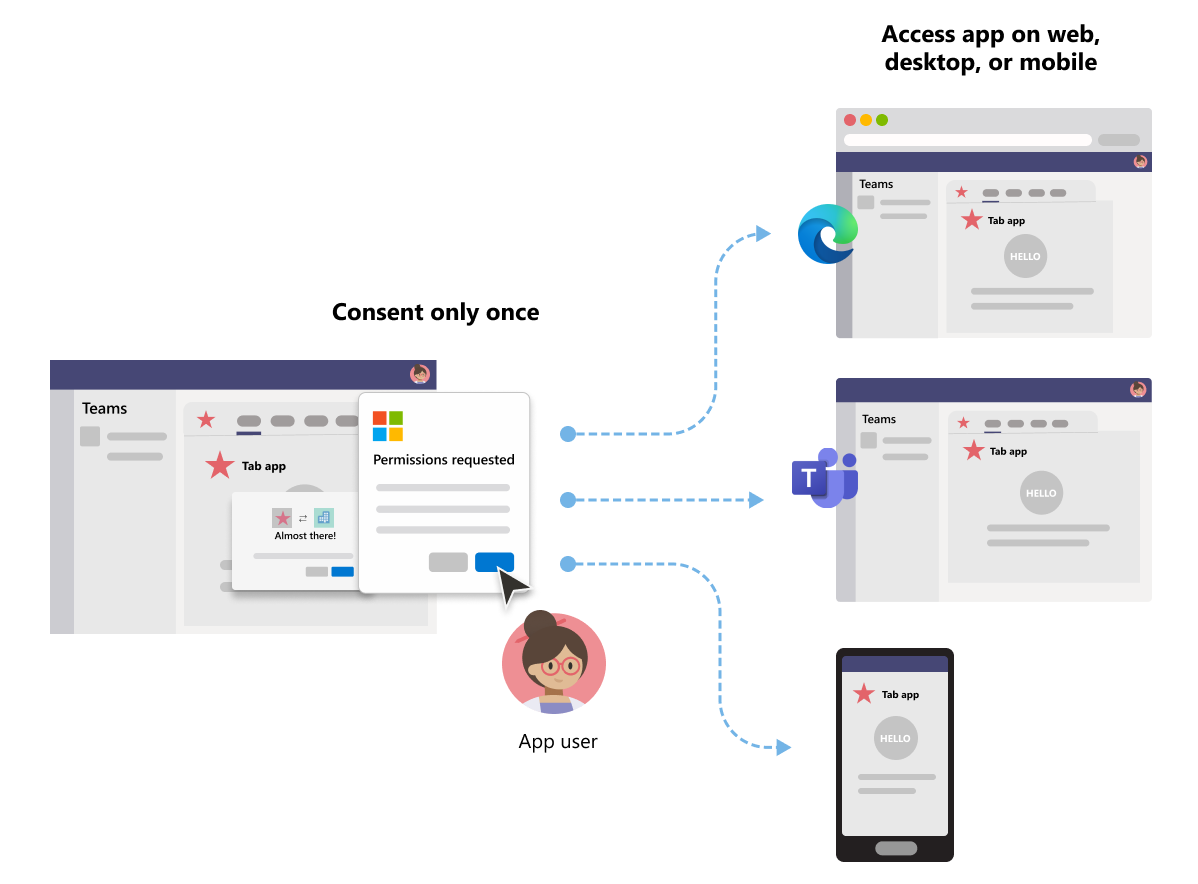 Access app on web,
desktop, or mobile
Teams
Tab app
HELLO
Consent only once
Teams
Tab app
Permissions requested
Almost there!
App user
Teams
Tab app
T
HELLO
Tab app
HELLO